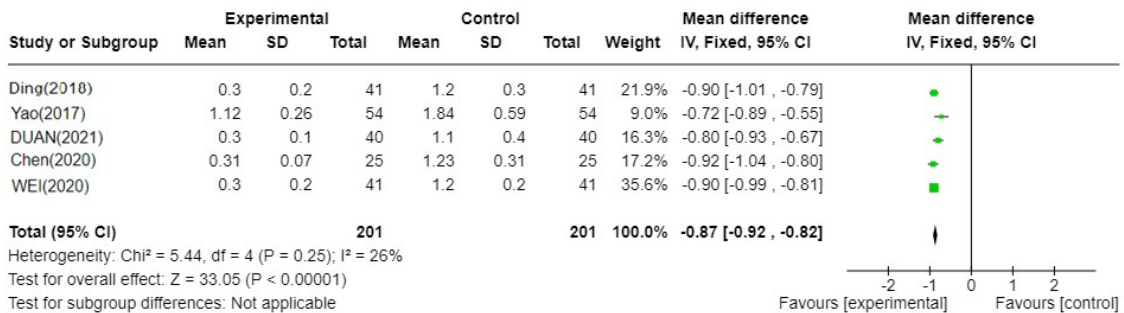 Experimental Control Mean difference Mean difference
Study or Subgroup Mean SD Total Mean SD Total Weight IV, Fixed, 95% CI IV, Fixed, 95% CI
Ding(2018) 0.3 0.2 41 1.2 0.3 41 21.9% -0.90 [-1.01 , -0.79]
Yao(2017) 1.12 0.26 54 1.84 0.59 54 9.0% -0.72 [-0.89 , -0.55]
DUAN(2021) 0.3 0.1 40 1.1 0.4 40 16.3% -0.80 [-0.93 , -0.67]
Chen(2020) 0.31 0.07 25 1.23 0.31 25 17.2% -0.92 [-1.04 , -0.80]
WEI(2020) 0.3 0.2 41 1.2 0.2 41 35.6% -0.90 [-0.99 , -0.81]
Total (95% CI) 201 201 100.0% -0.87 [-0.92 , -0.82]
Heterogeneity: Chi² = 5.44, df = 4 (P = 0.25); I² = 26%
Test for overall effect: Z = 33.05 (P < 0.00001)
-2 -1 0 1 2
Test for subgroup differences: Not applicable Favours [experimental] Favours [control]